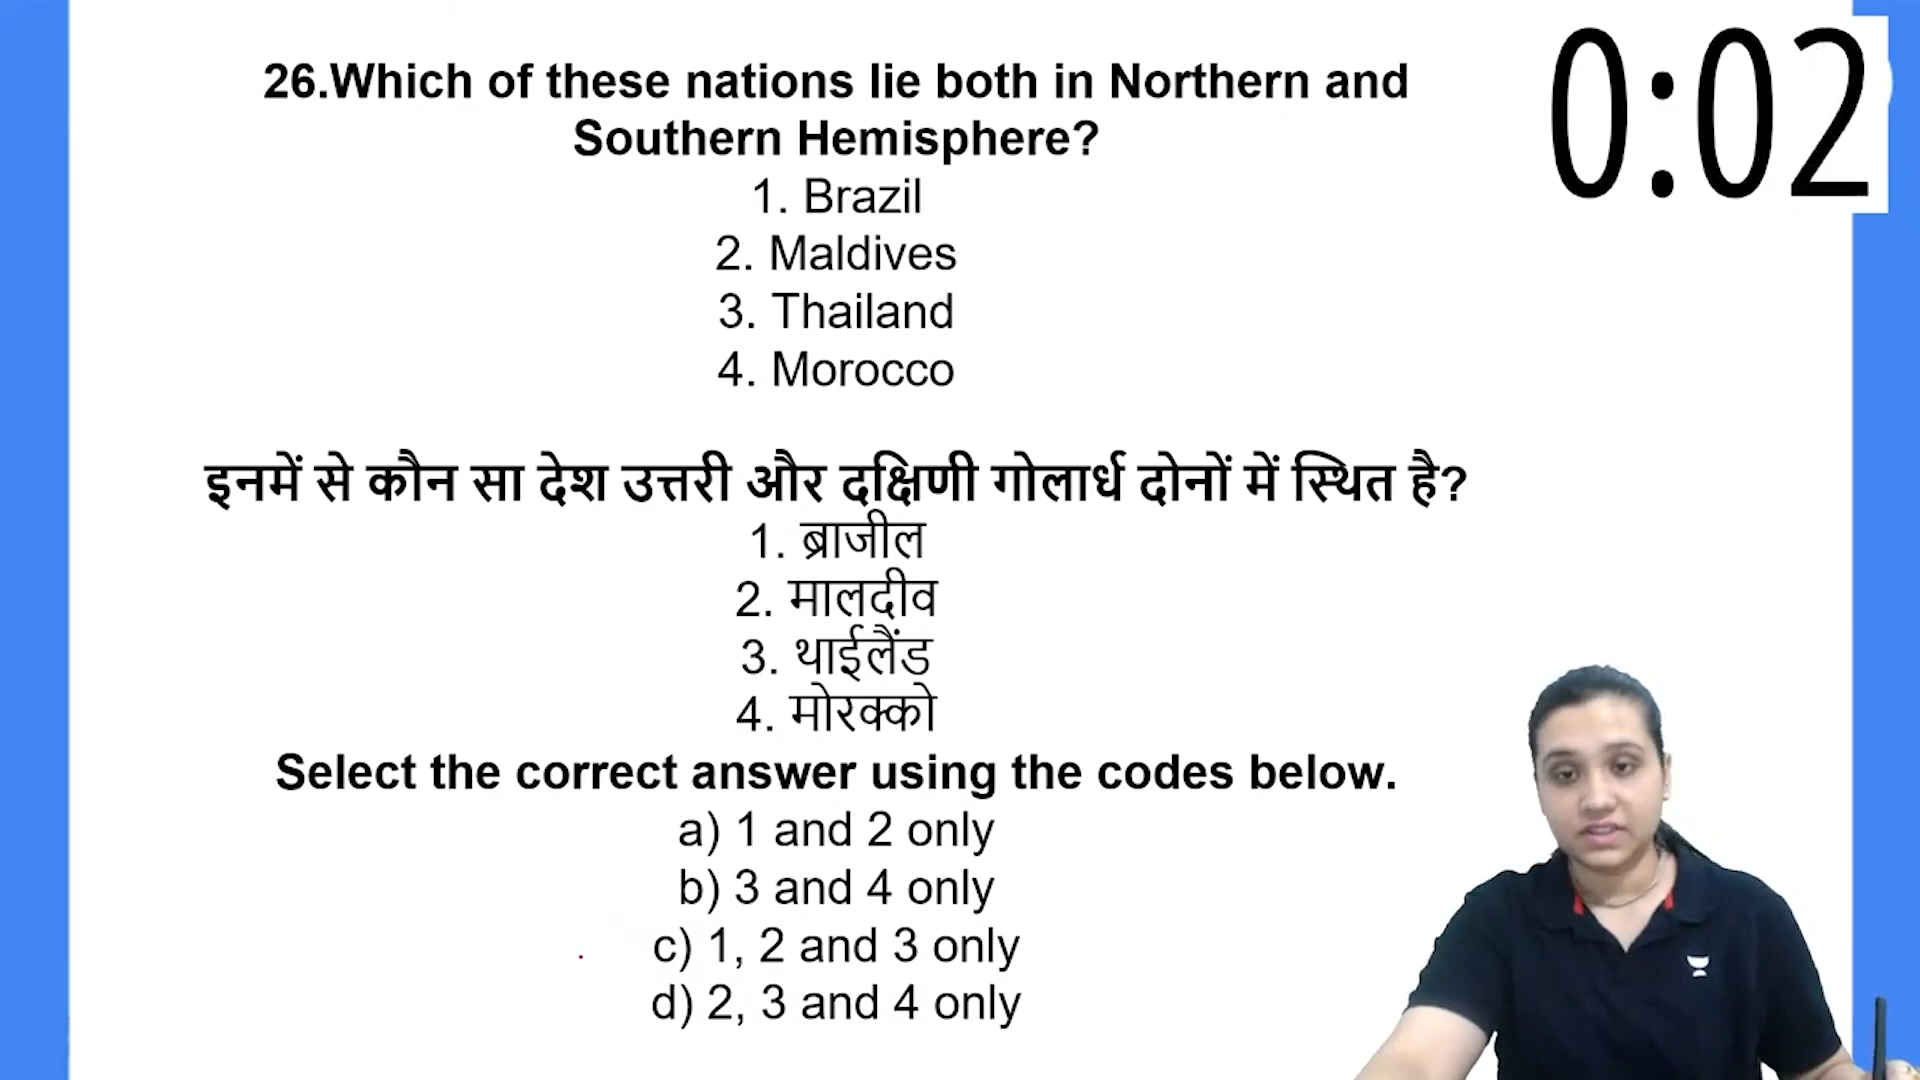 26.Which of these nations lie both in Northern and
Southern Hemisphere?
1. Brazil
2. Maldives
3. Thailand
4. Morocco
इनमें से कौन सा देश उत्तरी और दक्षिणी गोलार्ध दोनों में स्थित है?
1. ब्राजील
2. मालदीव
3. थाईलैंड
4. मोरक्को
Select the correct answer using the codes below.
a) 1 and 2 only
b) 3 and 4 only
c) 1, 2 and 3 only
d) 2, 3 and 4 only
0:02